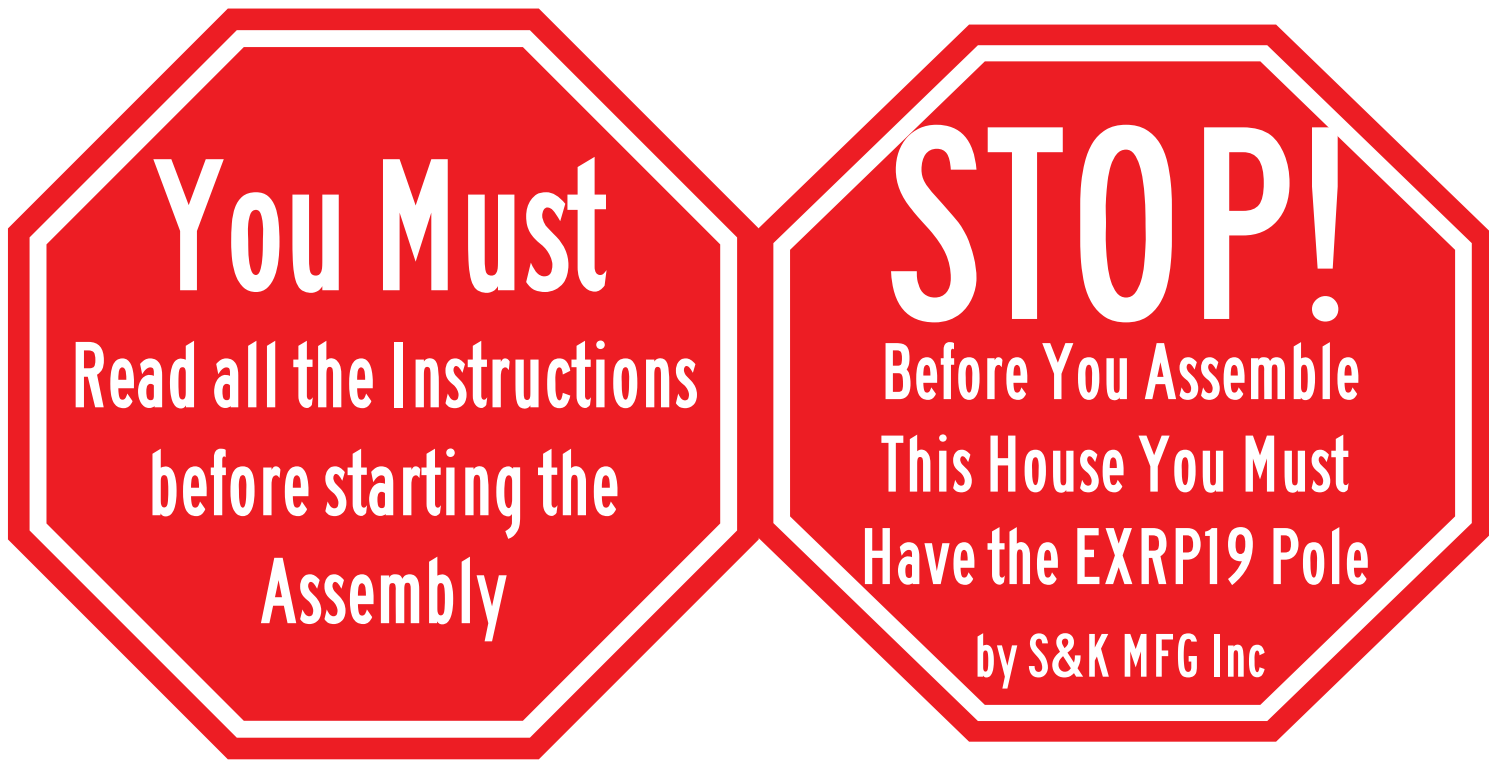 You Must
Read all the Instructions
before starting the
Assembly
STOP!
Before You Assemble
This House You Must
Have the EXRP19 Pole
by S&K MFG Inc